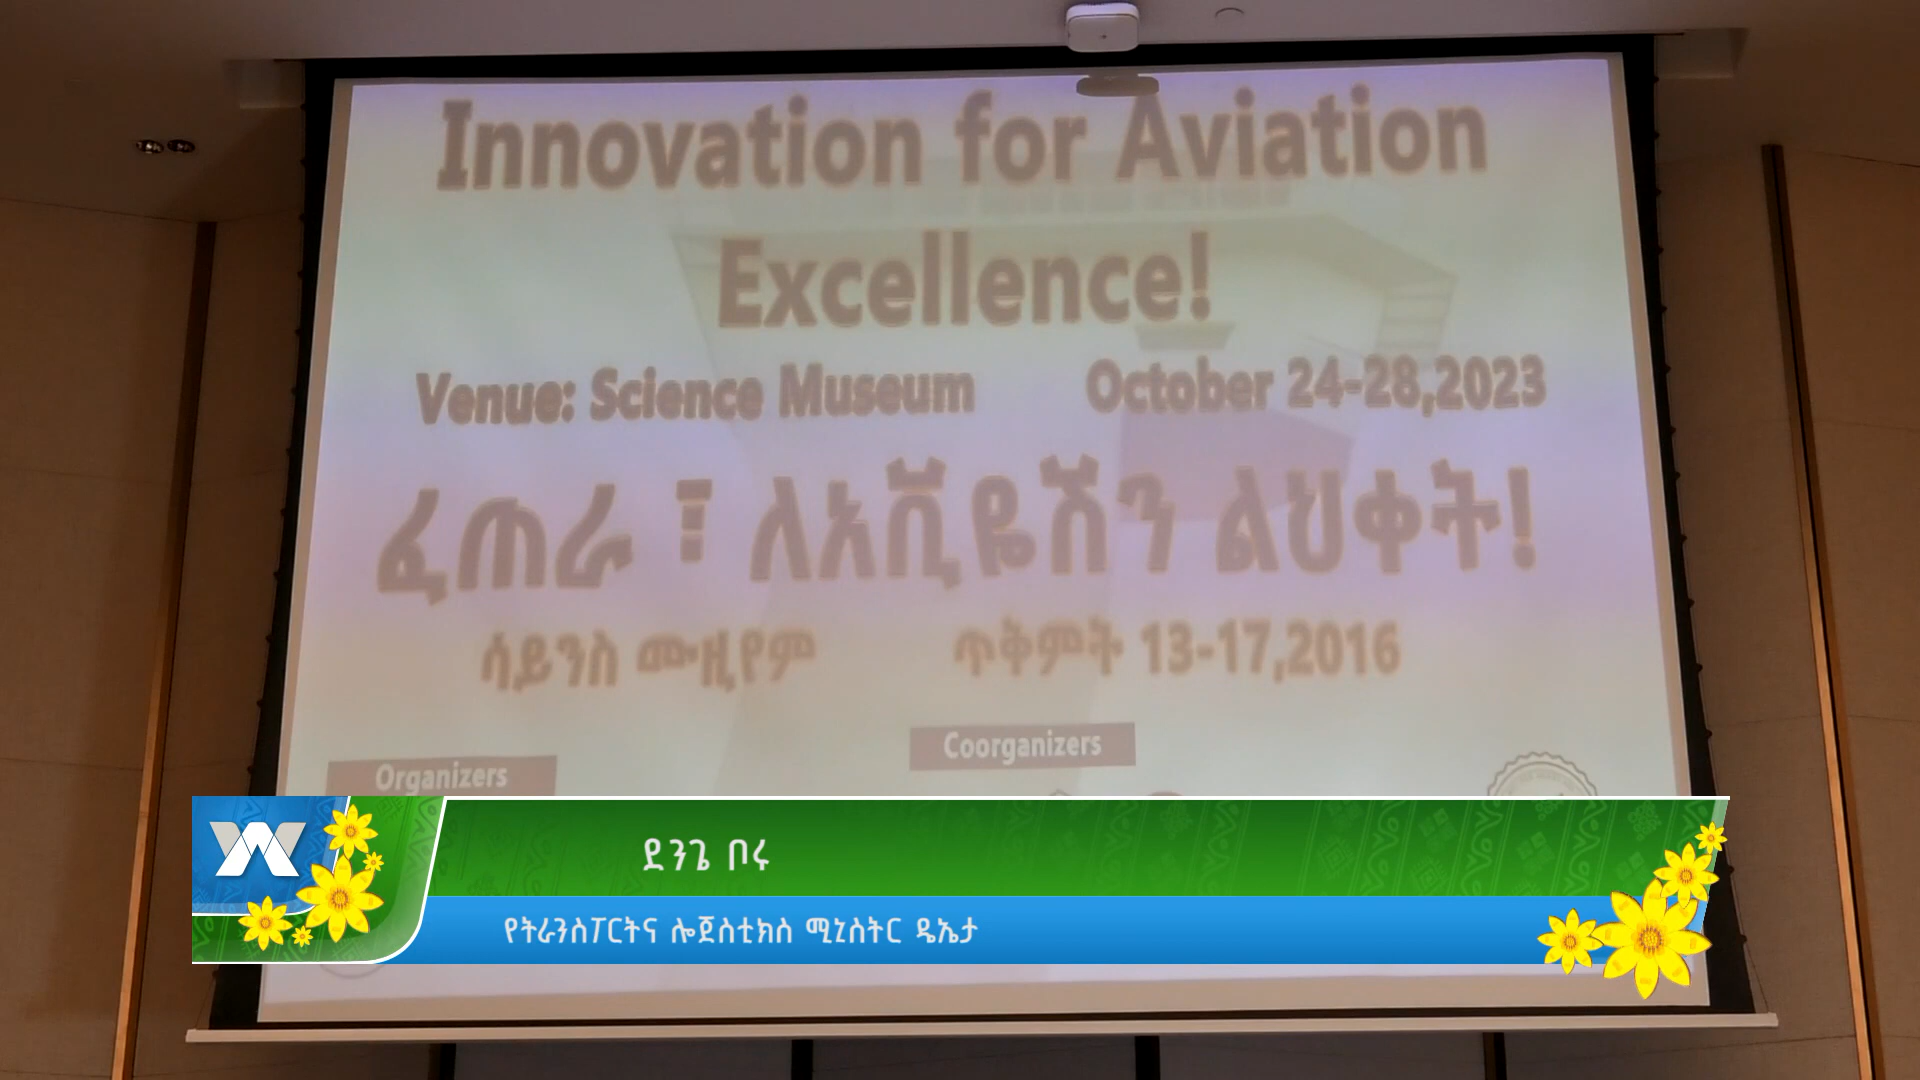 Innovation for Aviation
Excellence!
Venue: Science Museum October 24-28,2023
ፈጠራ ፣ ለአቪዬሽን ልህቀት!
ሳይንስ ሙዚየም ጥቅምት 13-17,2016
Coorganizers
Organizers
ደንጌ ቦሩ
የትራንስፖርትና ሎጀስቲክስ ሚኒስትር ዴኤታ